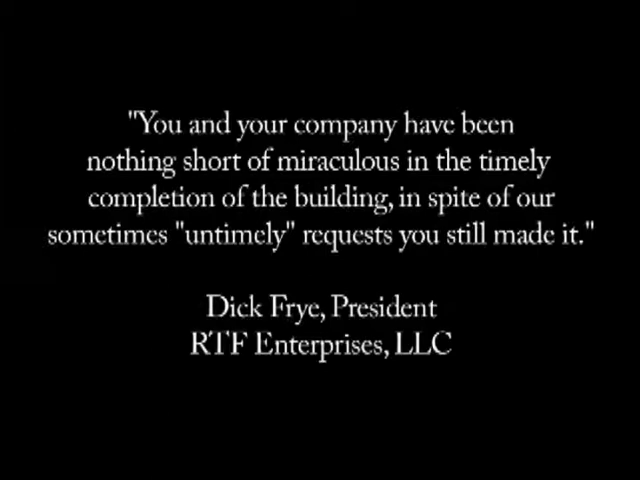 "You and your company have been
nothing short of miraculous in the timely
completion of the building, in spite of our
sometimes "untimely" requests you still made it."
Dick Frye, President
RTF Enterprises, LLC